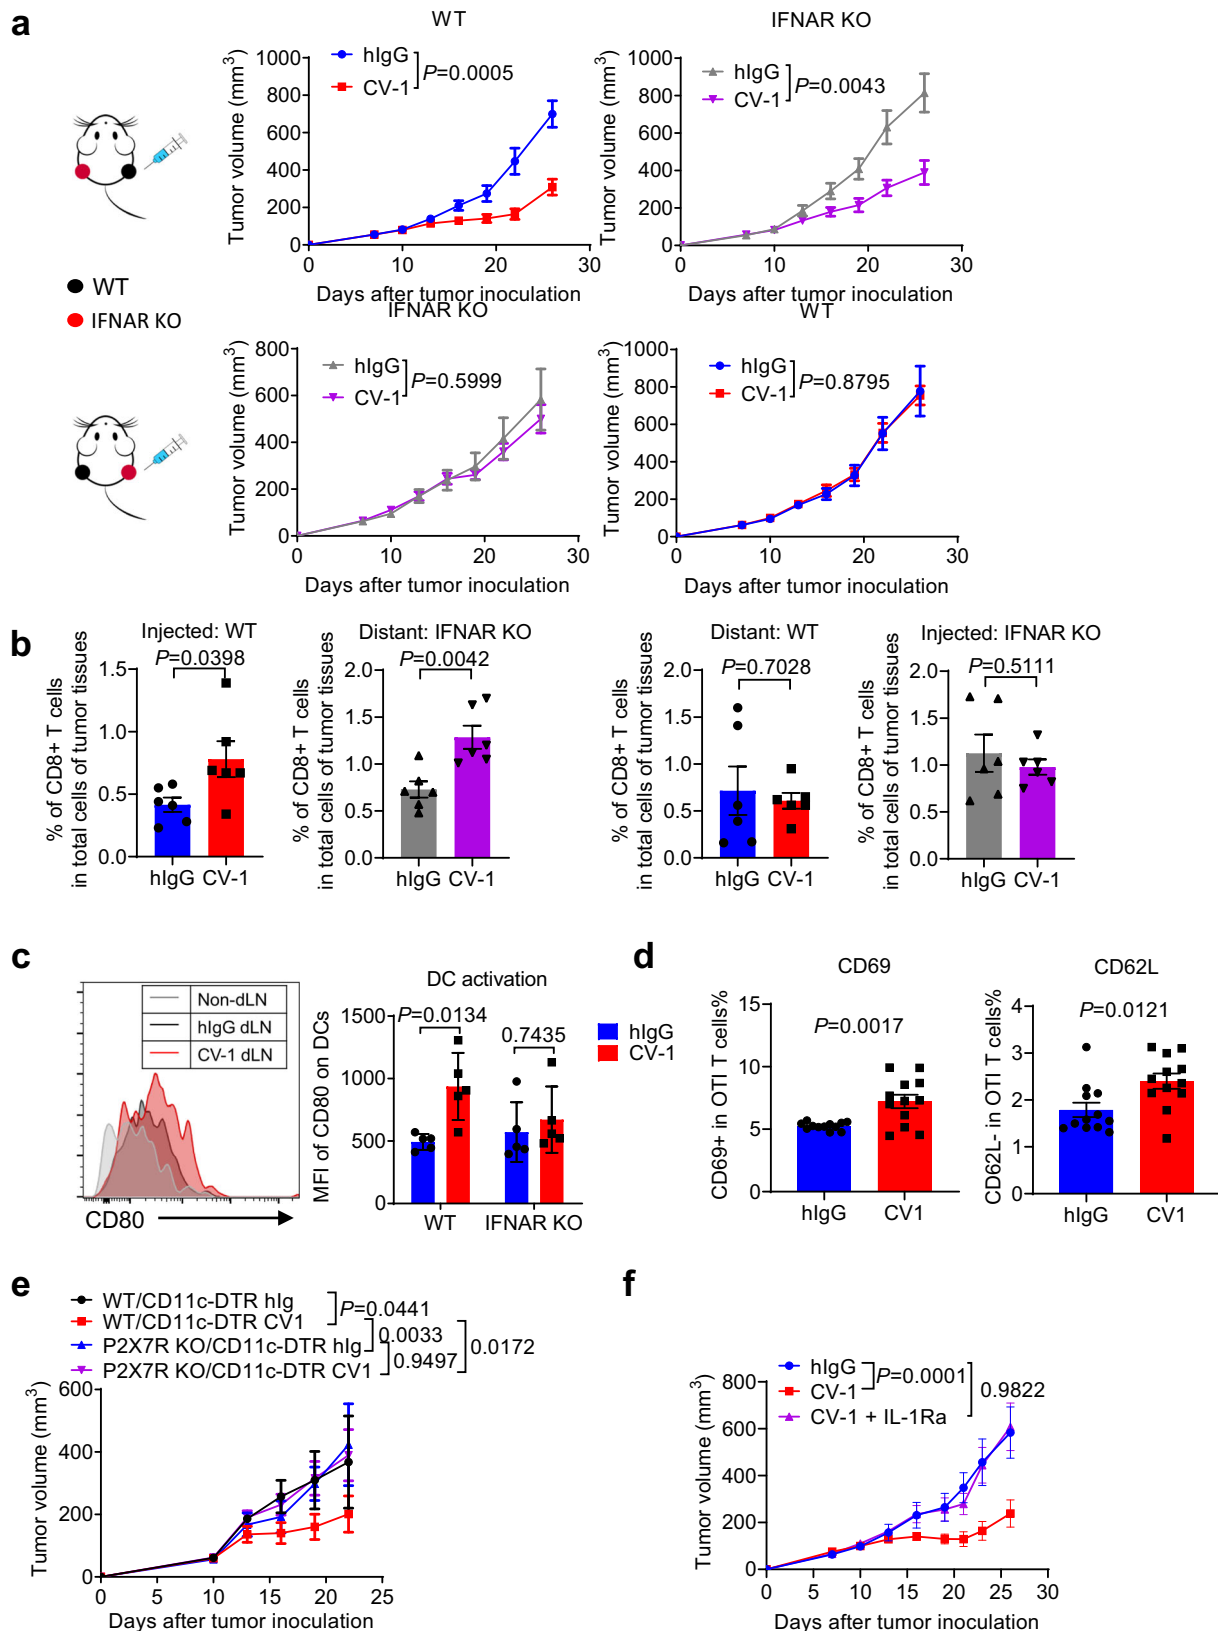 a
WT
Tumor volume (mm³)
1000
800
600
400
200
0
0 10 20 30
Days after tumor inoculation
hIgG
CV-1
P=0.0005
IFNAR KO
Tumor volume (mm³)
1000
800
600
400
200
0
0 10 20 30
Days after tumor inoculation
hIgG
CV-1
P=0.0043
WT
IFNAR KO
IFNAR KO
Tumor volume (mm³)
800
600
400
200
0
0 10 20 30
Days after tumor inoculation
hIgG
CV-1
P=0.5999
WT
Tumor volume (mm³)
1000
800
600
400
200
0
0 10 20 30
Days after tumor inoculation
hIgG
CV-1
P=0.8795
b
Injected: WT
P=0.0398
% of CD8+ T cells
in total cells of tumor tissues
1.5
1.0
0.5
0.0
hIgG CV-1
Distant: IFNAR KO
P=0.0042
% of CD8+ T cells
in total cells of tumor tissues
2.0
1.5
1.0
0.5
0.0
hIgG CV-1
Distant: WT
P=0.7028
% of CD8+ T cells
in total cells of tumor tissues
2.0
1.5
1.0
0.5
0.0
hIgG CV-1
Injected: IFNAR KO
P=0.5111
% of CD8+ T cells
in total cells of tumor tissues
2.0
1.5
1.0
0.5
0.0
hIgG CV-1
c
Non-dLN
hIgG dLN
CV-1 dLN
CD80
DC activation
MFI of CD80 on DCs
1500
1000
500
0
P=0.0134
0.7435
WT IFNAR KO
hIgG
CV-1
d
CD69
P=0.0017
CD69+ in OTI T cells%
15
10
5
0
hIgG CV1
CD62L
P=0.0121
CD62L- in OTI T cells%
4
3
2
1
0
hIgG CV1
e
WT/CD11c-DTR hIg
WT/CD11c-DTR CV1
P2X7R KO/CD11c-DTR hIg
P2X7R KO/CD11c-DTR CV1
P=0.0441
0.0033
0.9497
0.0172
Tumor volume (mm³)
600
400
200
0
0 5 10 15 20 25
Days after tumor inoculation
f
hIgG
CV-1
CV-1 + IL-1Ra
P=0.0001
0.9822
Tumor volume (mm³)
800
600
400
200
0
0 5 10 15 20 25 30
Days after tumor inoculation